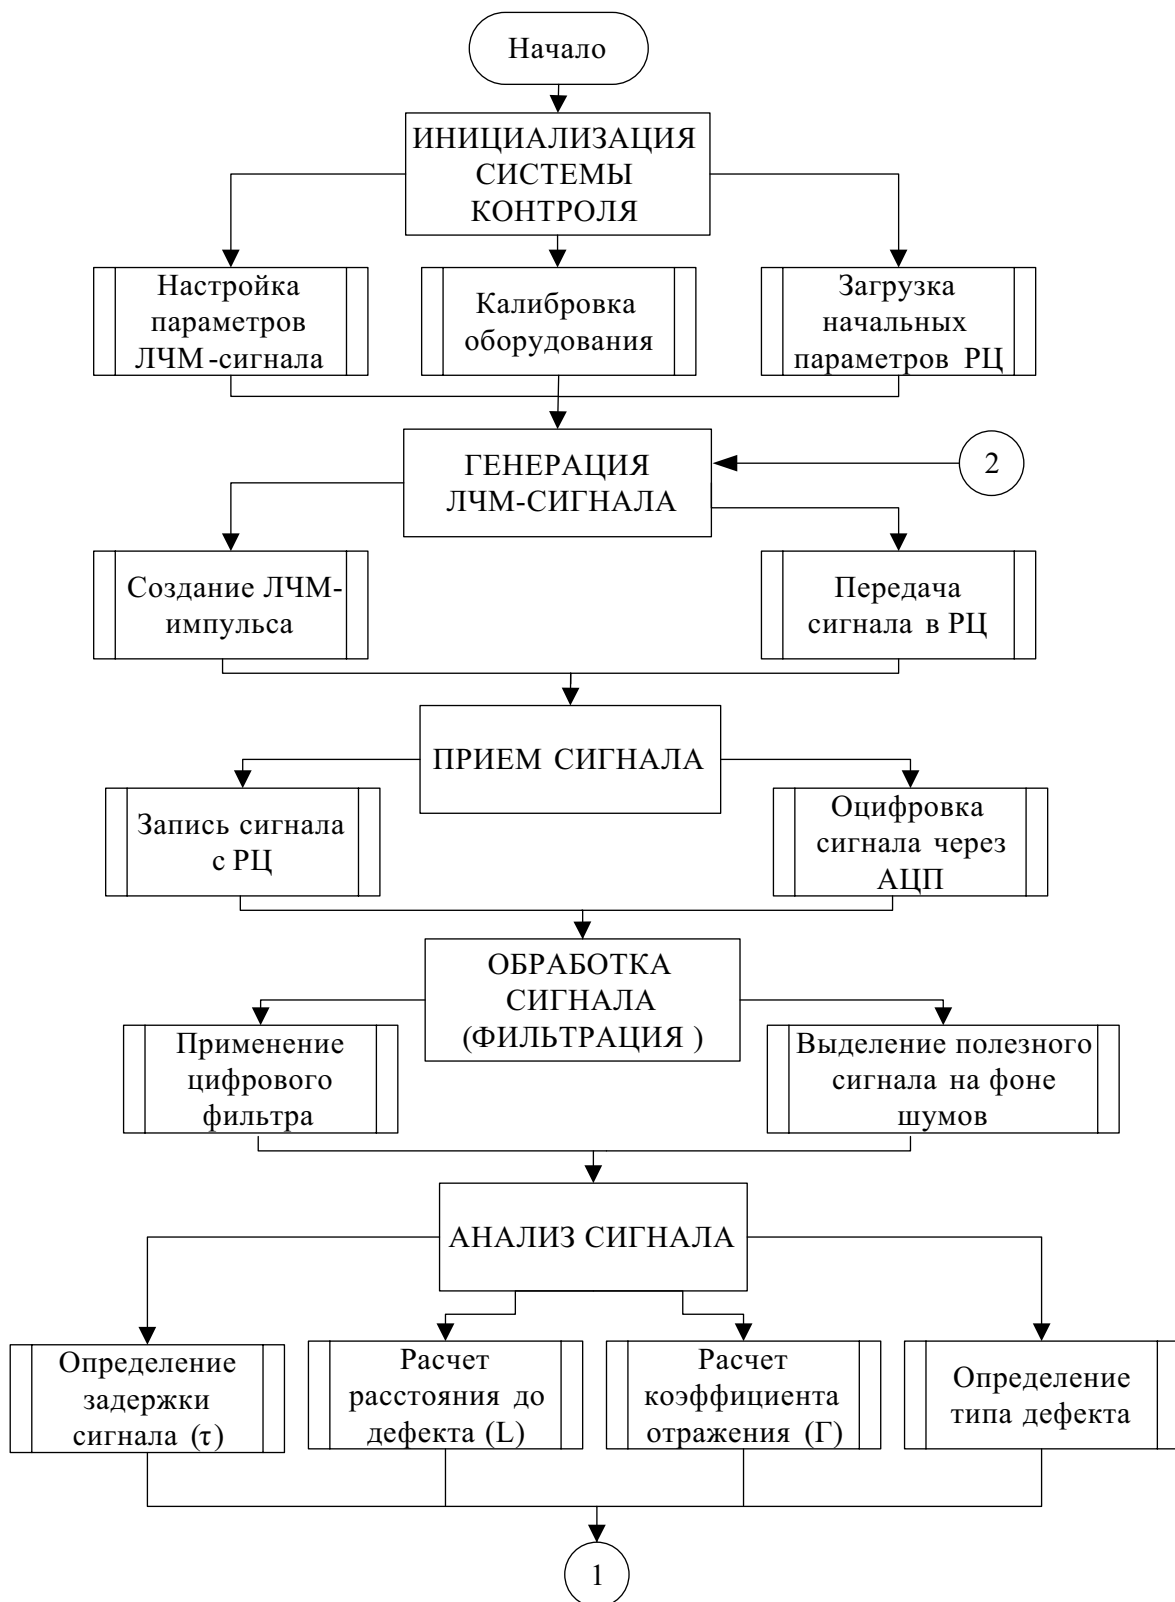 Начало
ИНИЦИАЛИЗАЦИЯ
СИСТЕМЫ
КОНТРОЛЯ
Настройка
параметров
ЛЧМ-сигнала
Калибровка
оборудования
Загрузка
начальных
параметров РЦ
ГЕНЕРАЦИЯ
ЛЧМ-СИГНАЛА
2
Создание ЛЧМ-
импульса
Передача
сигнала в РЦ
ПРИЕМ СИГНАЛА
Запись сигнала
с РЦ
Оцифровка
сигнала через
АЦП
ОБРАБОТКА
СИГНАЛА
(ФИЛЬТРАЦИЯ )
Применение
цифрового
фильтра
Выделение полезного
сигнала на фоне
шумов
АНАЛИЗ СИГНАЛА
Определение
задержки
сигнала (τ)
Расчет
расстояния до
дефекта (L)
Расчет
коэффициента
отражения (Г)
Определение
типа дефекта
1